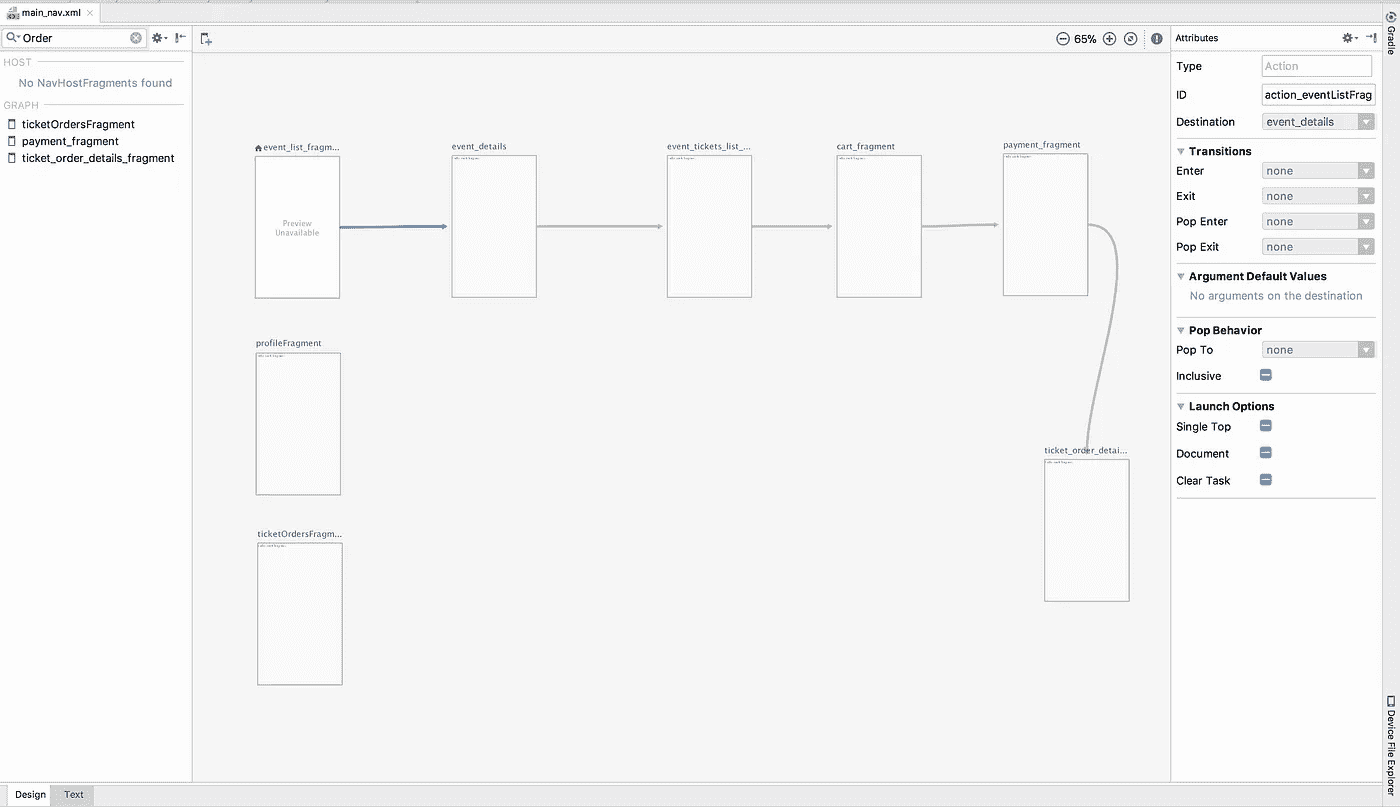 main_nav.xml
Order
65%
Attributes
HOST
No NavHostFragments found
GRAPH
ticketOrdersFragment
payment_fragment
ticket_order_details_fragment
event_list_fragm...
event_details
event_tickets_list_...
cart_fragment
payment_fragment
Preview
Unavailable
profileFragment
ticket_order_detai...
ticketOrdersFragm...
Type
Action
ID
action_eventListFrag
Destination
event_details
Transitions
Enter
none
Exit
none
Pop Enter
none
Pop Exit
none
Argument Default Values
No arguments on the destination
Pop Behavior
Pop To
none
Inclusive
Launch Options
Single Top
Document
Clear Task
Gradle
Device File Explorer
Design
Text